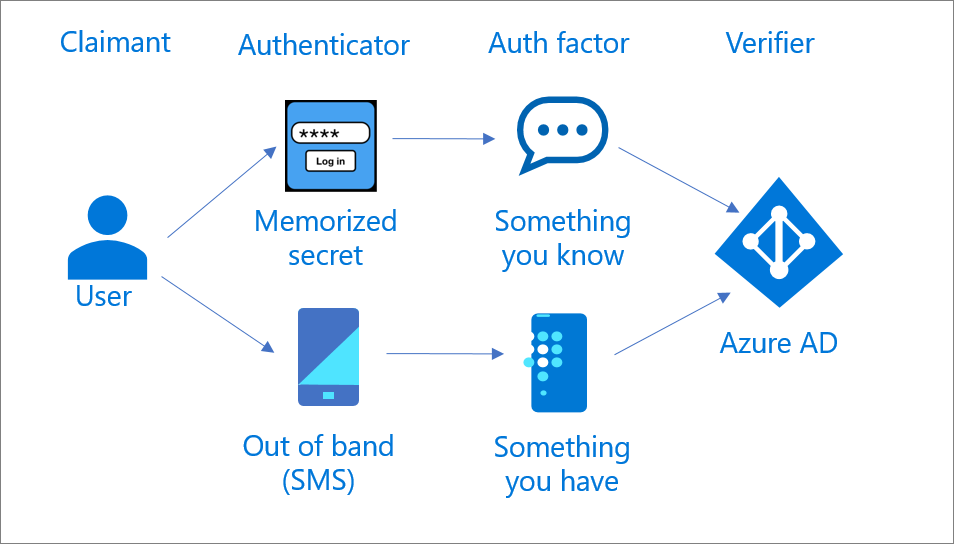 Claimant
Authenticator
Auth factor
Verifier
****
Log in
Memorized
secret
Something
you know
User
Azure AD
Out of band
(SMS)
Something
you have